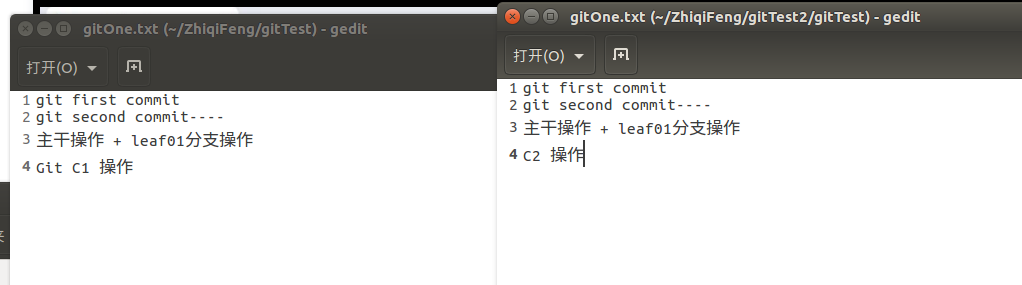 gitOne.txt (~/ZhiqiFeng/gitTest) - gedit
打开(O)
1 git first commit
2 git second commit----
3 主干操作 + leaf01分支操作
4 Git C1 操作
gitOne.txt (~/ZhiqiFeng/gitTest2/gitTest) - gedit
打开(O)
1 git first commit
2 git second commit----
3 主干操作 + leaf01分支操作
4 C2 操作